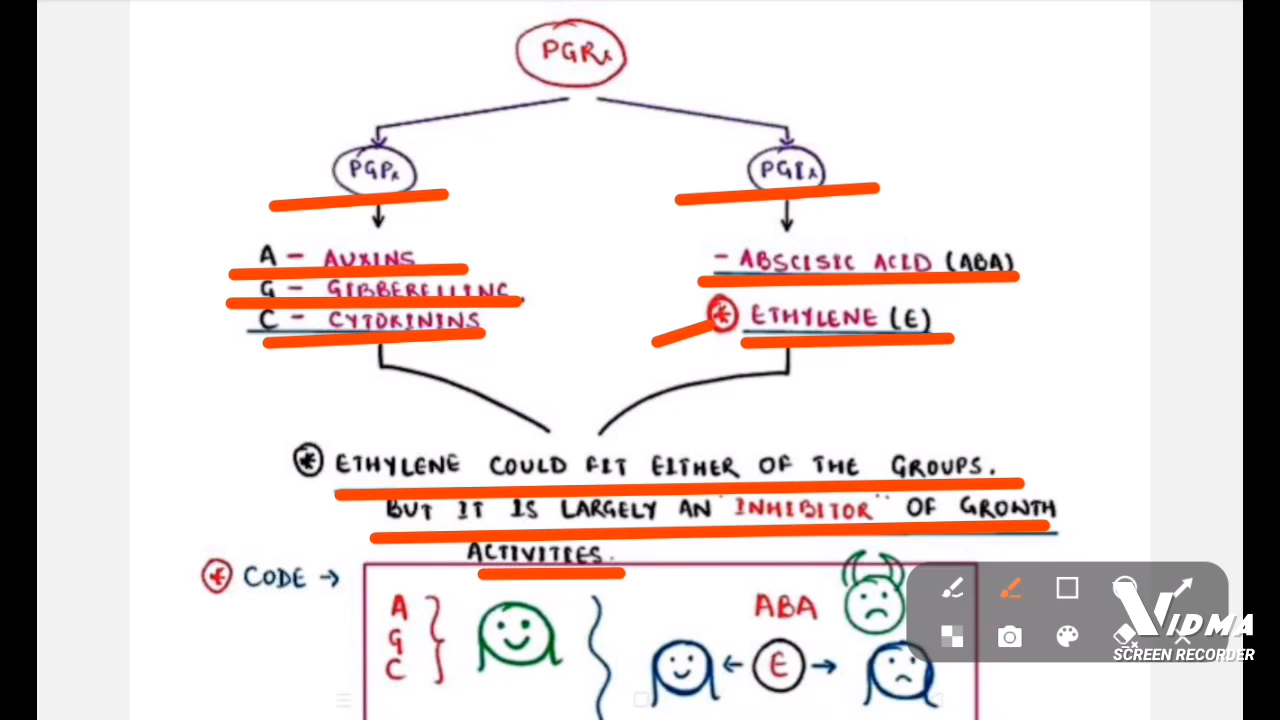 PGRs
PGPs
PGIs
A - AUXINS
G - GIBBERELLINS,
C - CYTOKININS
- ABSCISIC ACID (ABA)
* ETHYLENE (E)
* ETHYLENE COULD FIT EITHER OF THE GROUPS.
BUT IT IS LARGELY AN "INHIBITOR" OF GROWTH
ACTIVITIES.
* CODE →
A
G
C
ABA
← E →
VIDMA
SCREEN RECORDER